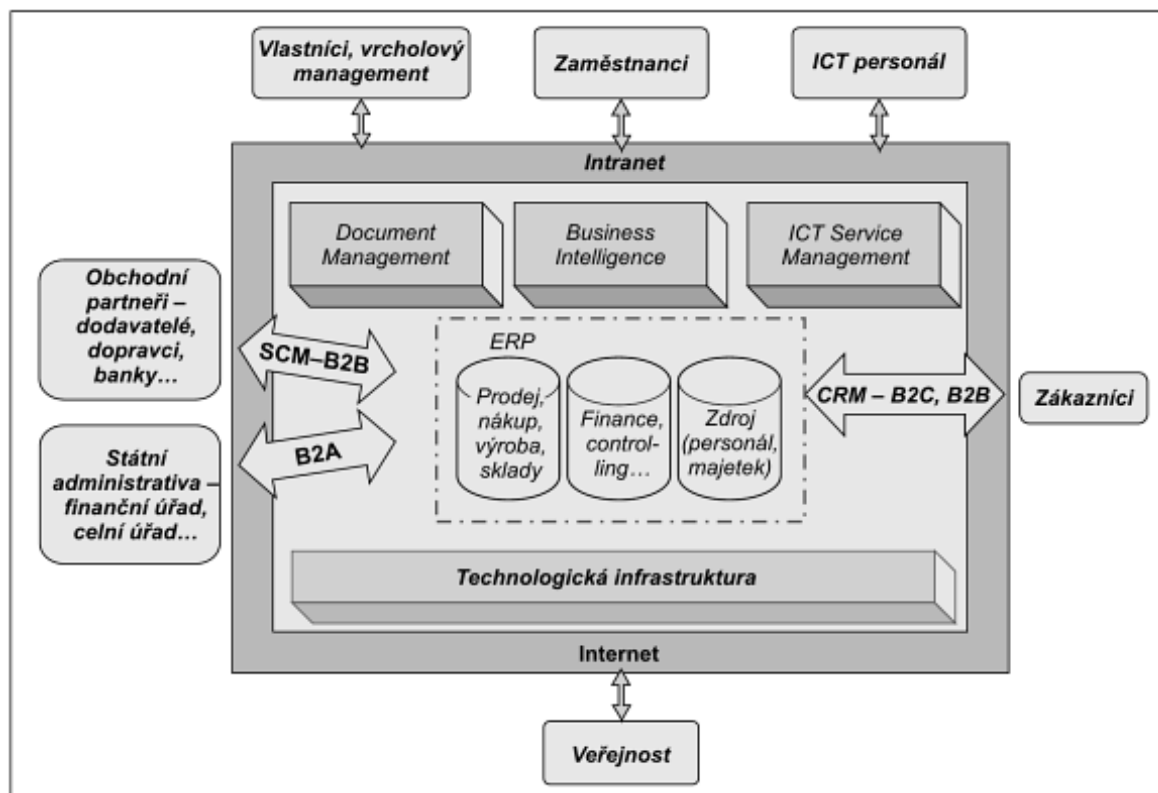 Vlastníci, vrcholový
management
Zaměstnanci
ICT personál
Intranet
Document
Management
Business
Intelligence
ICT Service
Management
Obchodní
partneři –
dodavatelé,
dopravci,
banky…
SCM–B2B
ERP
Prodej,
nákup,
výroba,
sklady
Finance,
control-
ling…
Zdroj
(personál,
majetek)
CRM – B2C, B2B
Zákazníci
B2A
Státní
administrativa –
finanční úřad,
celní úřad…
Technologická infrastruktura
Internet
Veřejnost